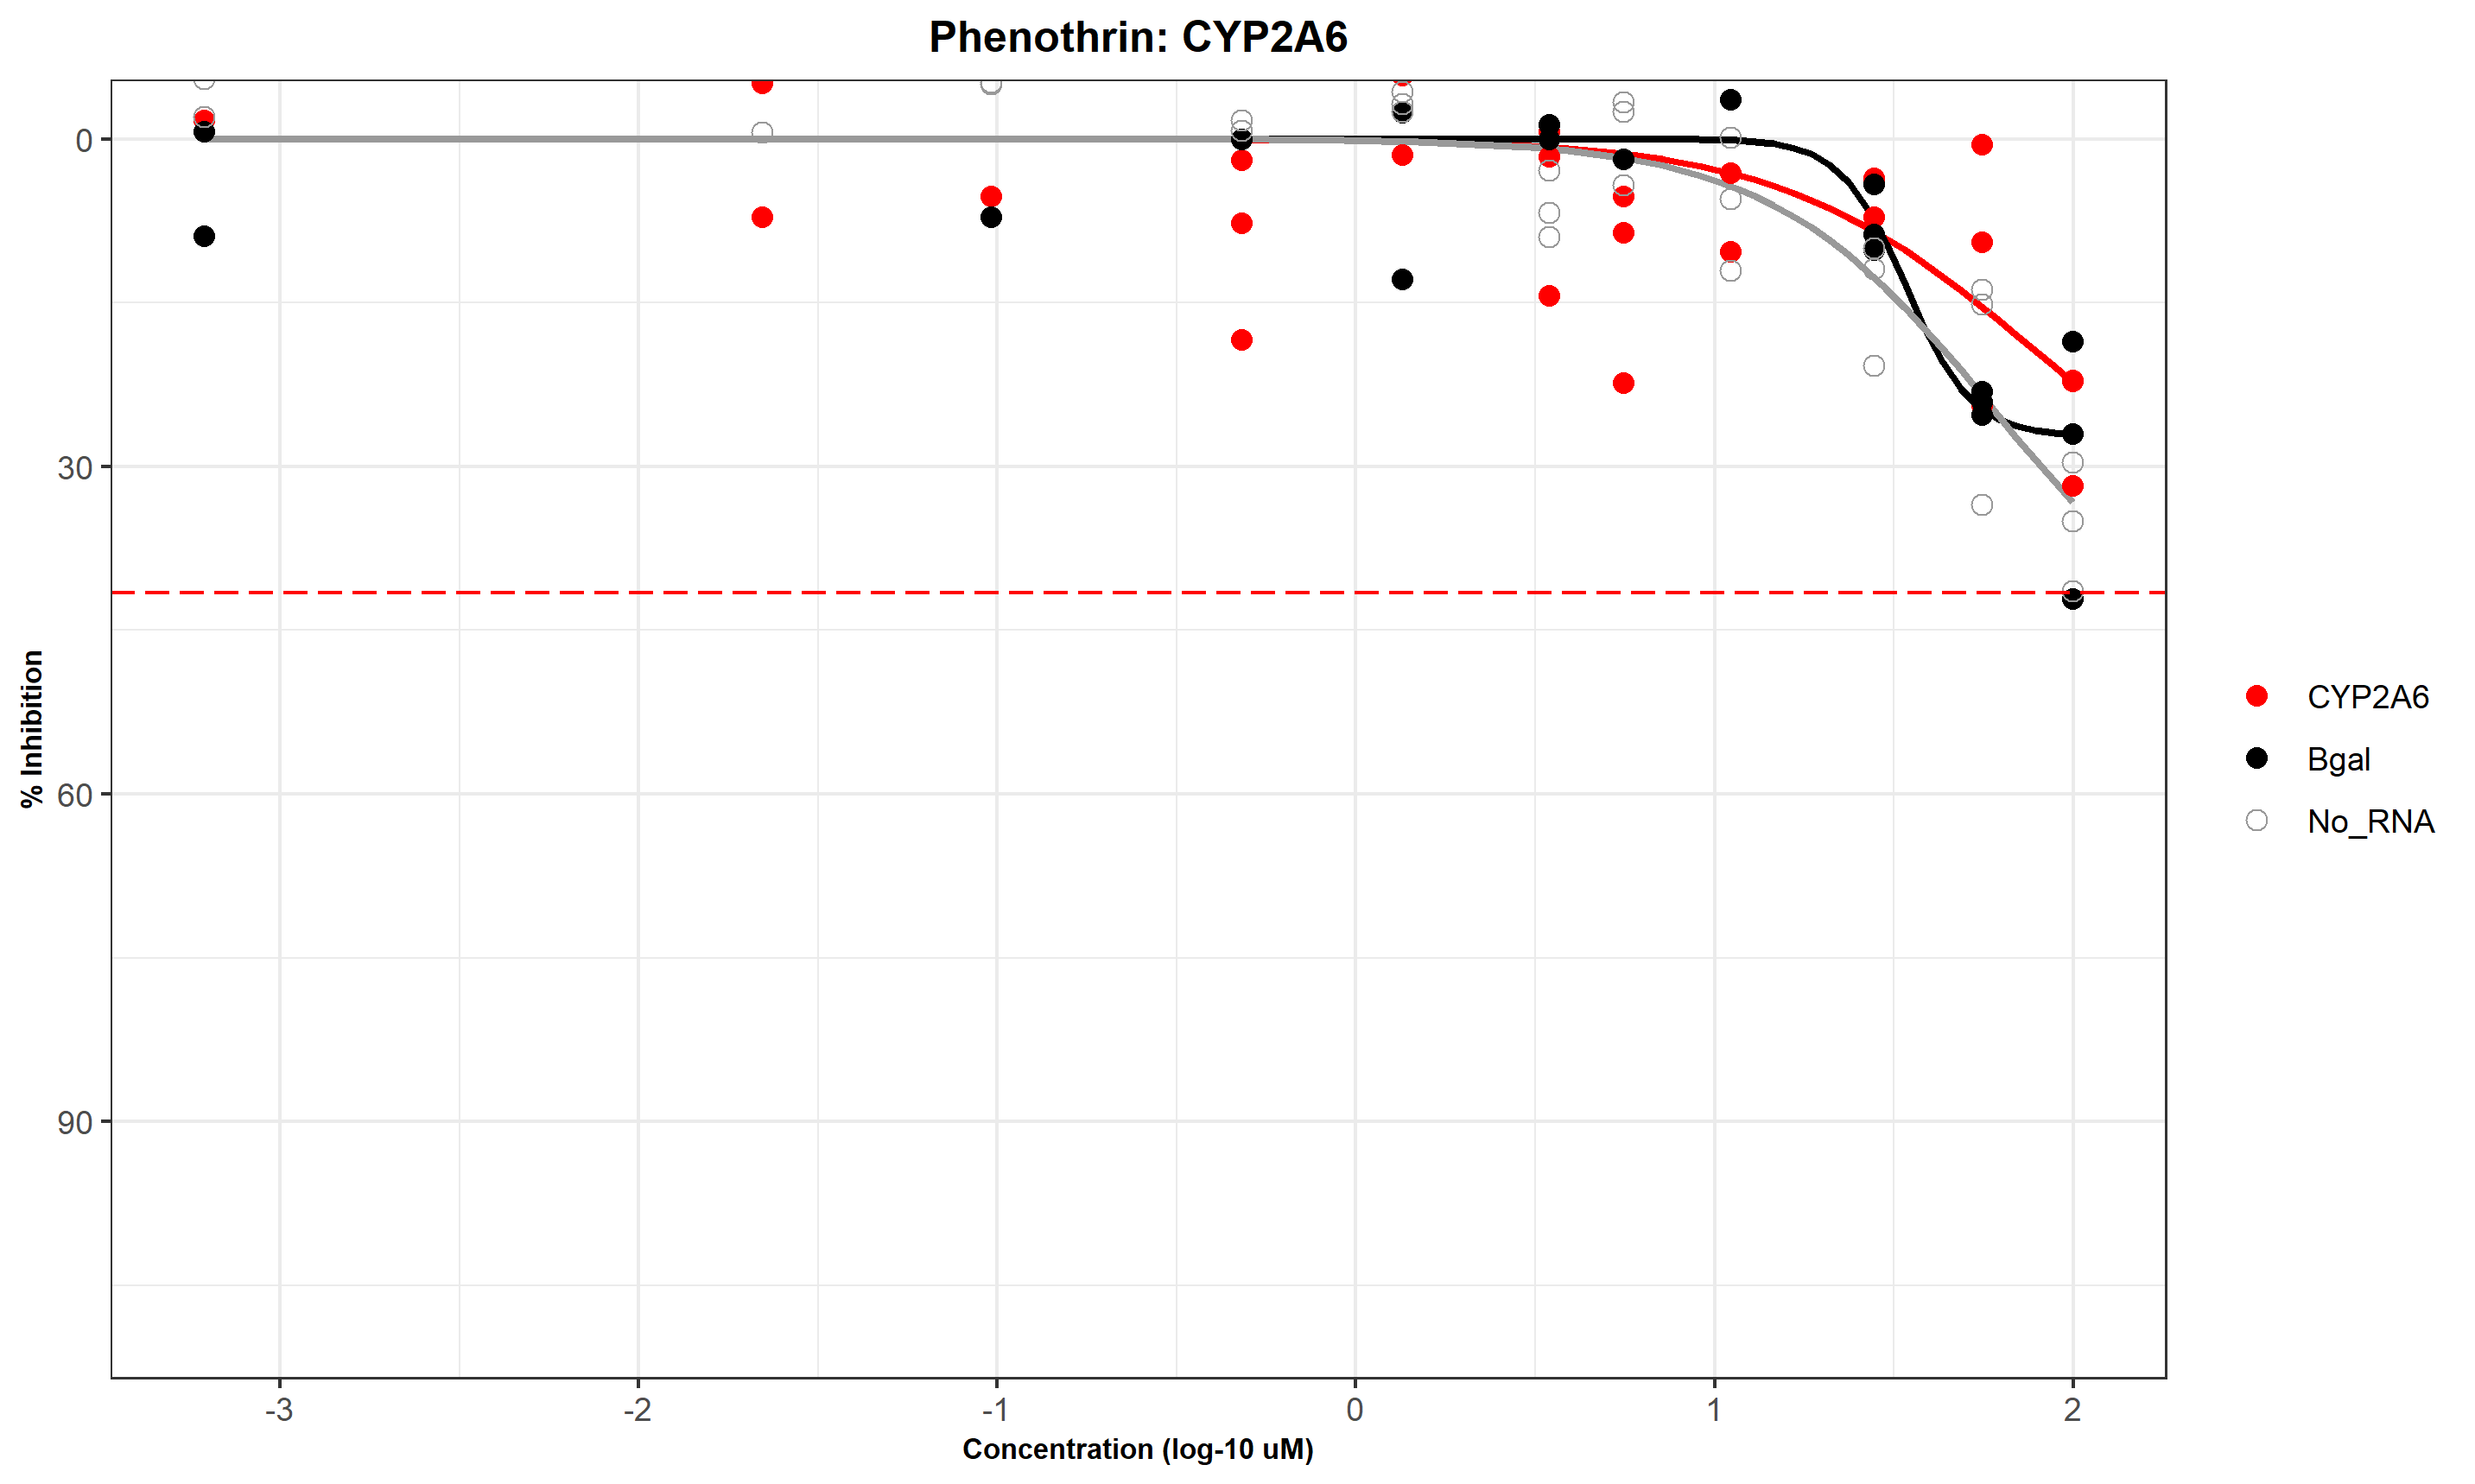 Phenothrin: CYP2A6
0
30
60
90
% Inhibition
-3
-2
-1
0
1
2
Concentration (log-10 uM)
CYP2A6
Bgal
No_RNA